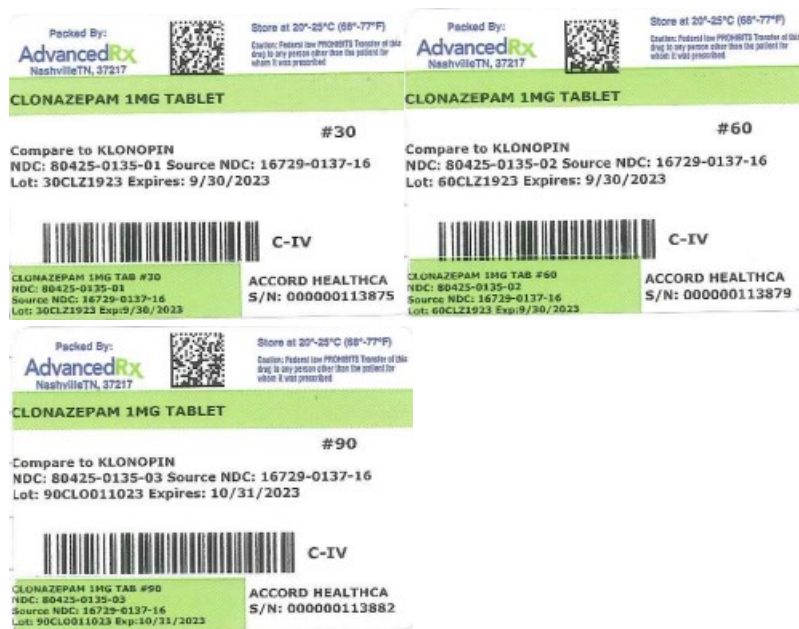 Packed By:
AdvancedRx
NashvilleTN, 37217
Store at 20°-25°C (68°-77°F)
Caution: Federal law PROHIBITS Transfer of this
drug to any person other than the patient for
whom it was prescribed
CLONAZEPAM 1MG TABLET
#30
Compare to KLONOPIN
NDC: 80425-0135-01 Source NDC: 16729-0137-16
Lot: 30CLZ1923 Expires: 9/30/2023
C-IV
CLONAZEPAM 1MG TAB #30
NDC: 80425-0135-01
Source NDC: 16729-0137-16
Lot: 30CLZ1923 Exp:9/30/2023
ACCORD HEALTHCA
S/N: 000000113875
Packed By:
AdvancedRx
NashvilleTN, 37217
Store at 20°-25°C (68°-77°F)
Caution: Federal law PROHIBITS Transfer of this
drug to any person other than the patient for
whom it was prescribed
CLONAZEPAM 1MG TABLET
#60
Compare to KLONOPIN
NDC: 80425-0135-02 Source NDC: 16729-0137-16
Lot: 60CLZ1923 Expires: 9/30/2023
C-IV
CLONAZEPAM 1MG TAB #60
NDC: 80425-0135-02
Source NDC: 16729-0137-16
Lot: 60CLZ1923 Exp:9/30/2023
ACCORD HEALTHCA
S/N: 000000113879
Packed By:
AdvancedRx
NashvilleTN, 37217
Store at 20°-25°C (68°-77°F)
Caution: Federal law PROHIBITS Transfer of this
drug to any person other than the patient for
whom it was prescribed
CLONAZEPAM 1MG TABLET
#90
Compare to KLONOPIN
NDC: 80425-0135-03 Source NDC: 16729-0137-16
Lot: 90CLO011023 Expires: 10/31/2023
C-IV
CLONAZEPAM 1MG TAB #90
NDC: 80425-0135-03
Source NDC: 16729-0137-16
Lot: 90CLO011023 Exp:10/31/2023
ACCORD HEALTHCA
S/N: 000000113882